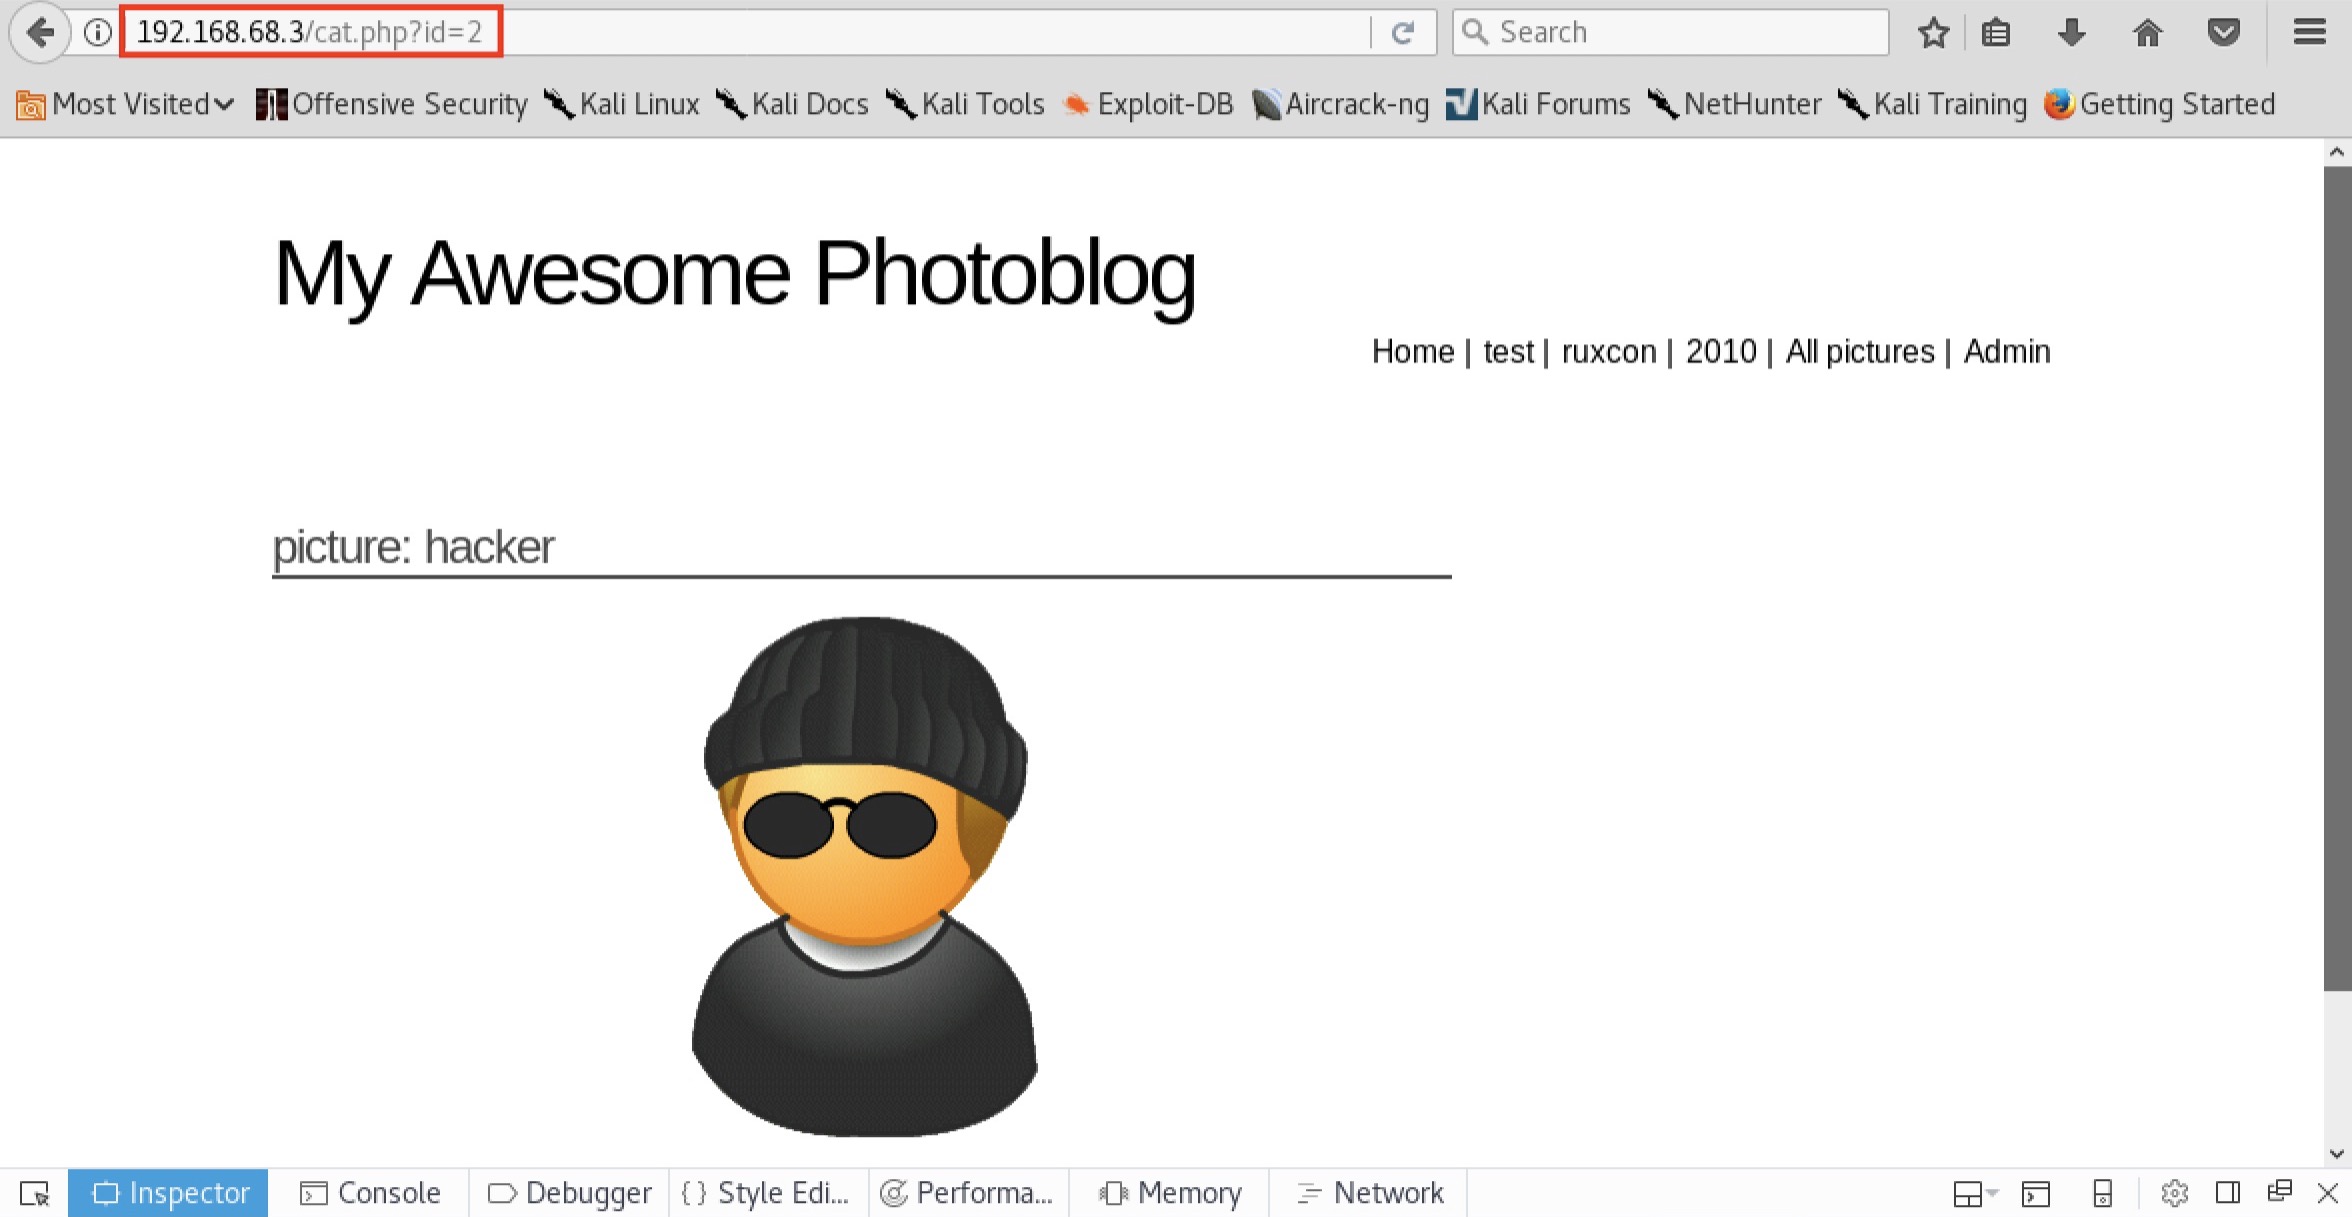 192.168.68.3/cat.php?id=2 Search
Most Visited Offensive Security Kali Linux Kali Docs Kali Tools Exploit-DB Aircrack-ng Kali Forums NetHunter Kali Training Getting Started
My Awesome Photoblog
Home | test | ruxcon | 2010 | All pictures | Admin
picture: hacker
Inspector Console Debugger { } Style Edi... Performa... Memory Network